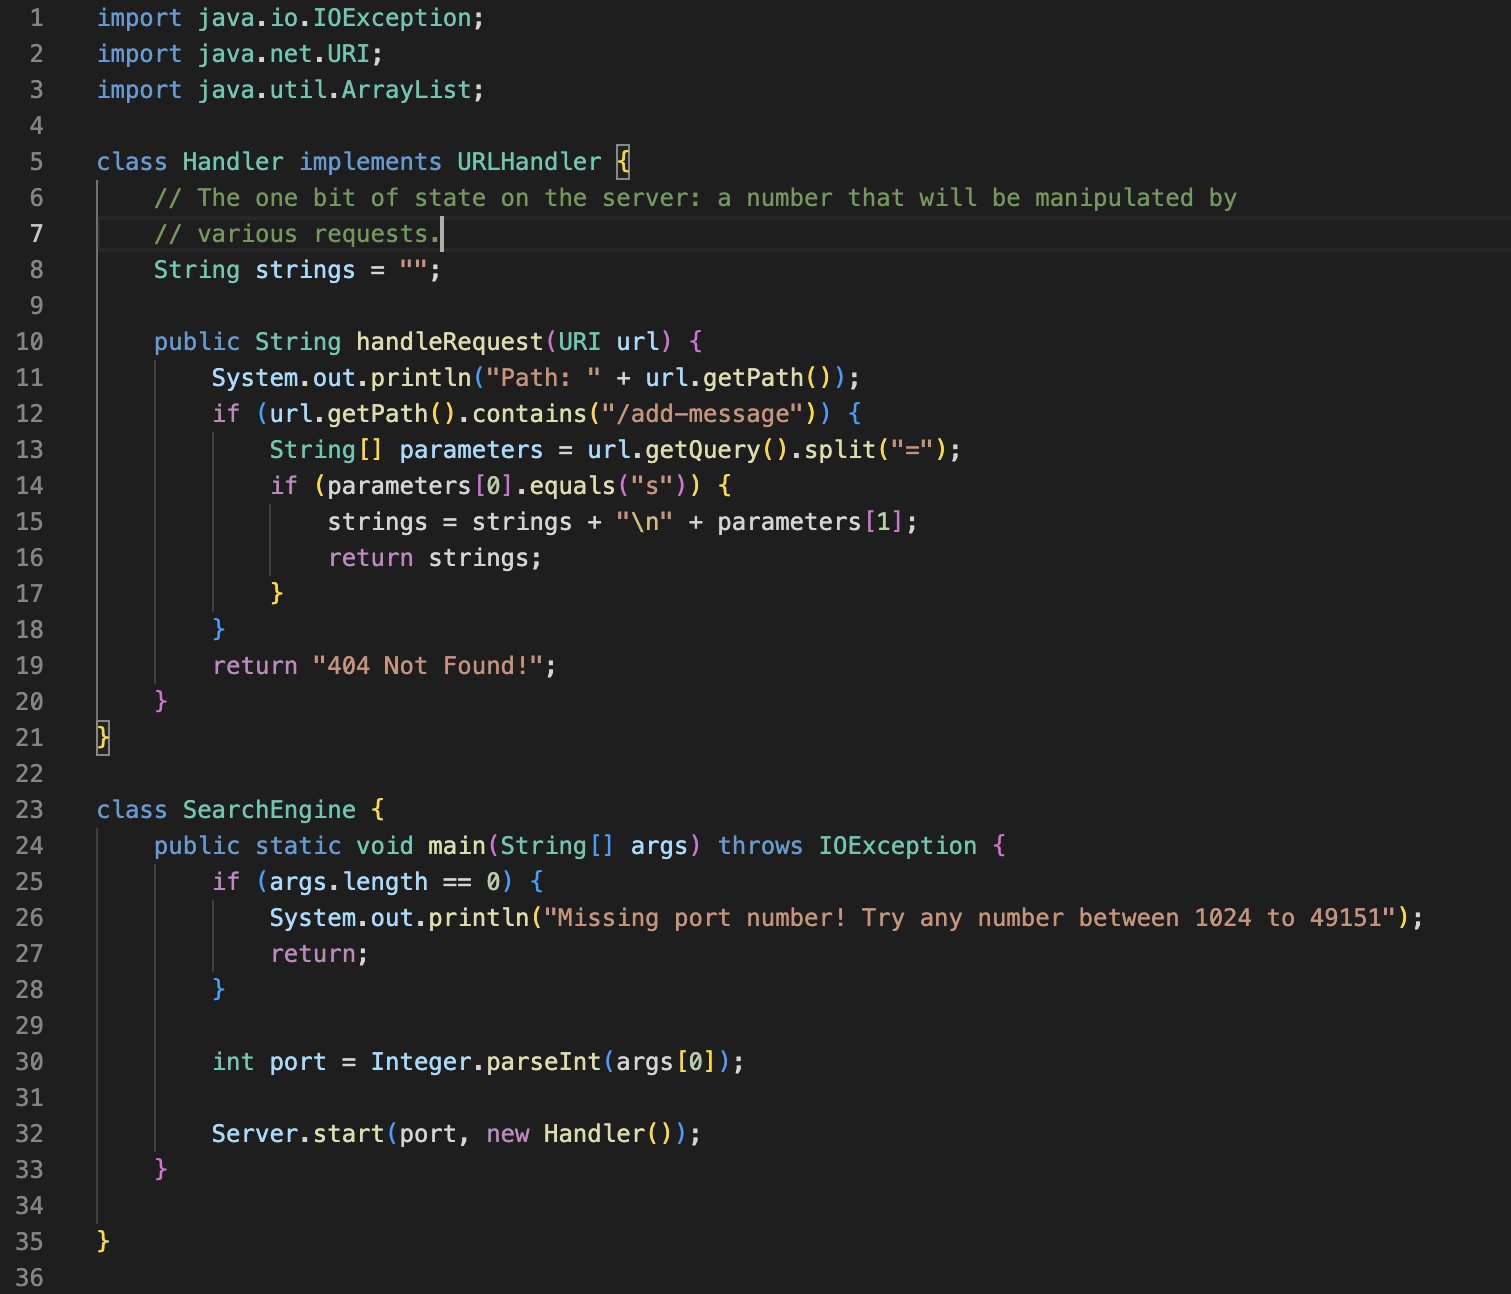 1 import java.io.IOException;
2 import java.net.URI;
3 import java.util.ArrayList;
4
5 class Handler implements URLHandler {
6     // The one bit of state on the server: a number that will be manipulated by
7     // various requests.
8     String strings = "";
9
10     public String handleRequest(URI url) {
11         System.out.println("Path: " + url.getPath());
12         if (url.getPath().contains("/add-message")) {
13             String[] parameters = url.getQuery().split("=");
14             if (parameters[0].equals("s")) {
15                 strings = strings + "\n" + parameters[1];
16                 return strings;
17             }
18         }
19         return "404 Not Found!";
20     }
21 }
22
23 class SearchEngine {
24     public static void main(String[] args) throws IOException {
25         if (args.length == 0) {
26             System.out.println("Missing port number! Try any number between 1024 to 49151");
27             return;
28         }
29
30         int port = Integer.parseInt(args[0]);
31
32         Server.start(port, new Handler());
33     }
34
35 }
36